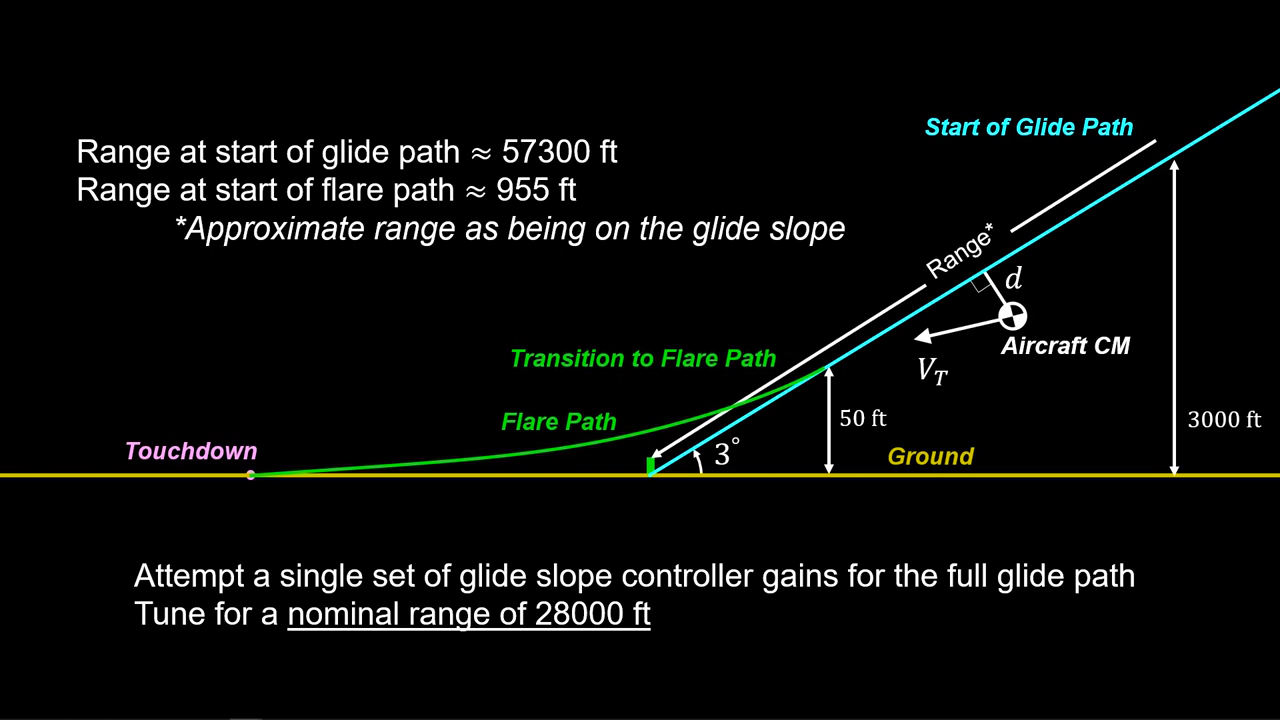 Start of Glide Path
Range at start of glide path ≈ 57300 ft
Range at start of flare path ≈ 955 ft
*Approximate range as being on the glide slope
Range*
d
Aircraft CM
V_T
Transition to Flare Path
Flare Path
50 ft
3000 ft
Touchdown
3°
Ground
Attempt a single set of glide slope controller gains for the full glide path
Tune for a nominal range of 28000 ft